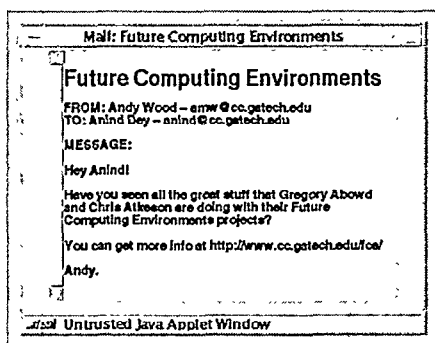 Mail: Future Computing Environments
Future Computing Environments
FROM: Andy Wood – amw@cc.gatech.edu
TO: Anind Dey – anind@cc.gatech.edu
MESSAGE:
Hey Anind!
Have you seen all the great stuff that Gregory Abowd
and Chris Atkeson are doing with their Future
Computing Environments projects?
You can get more info at http://www.cc.gatech.edu/fce/
Andy.
Untrusted Java Applet Window